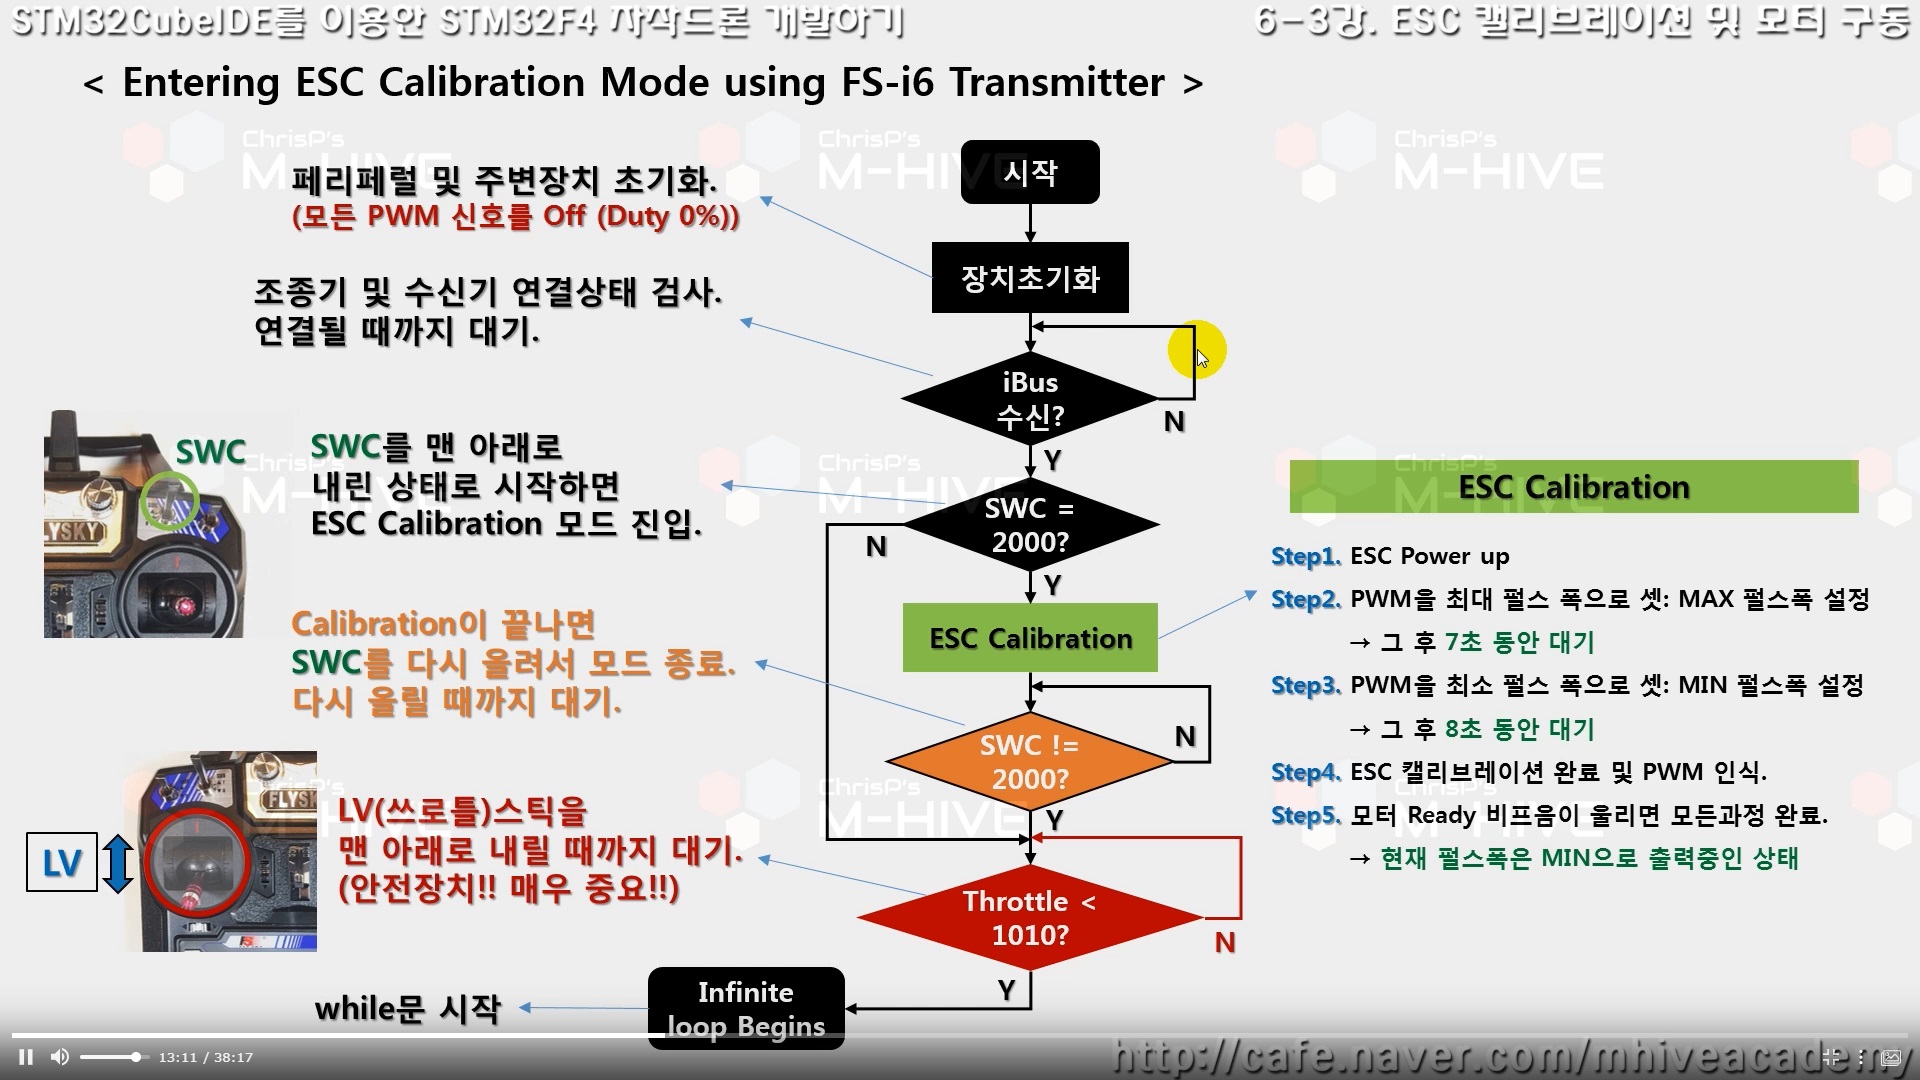 STM32CubeIDE를 이용한 STM32F4 자작드론 개발하기
6-3강. ESC 캘리브레이션 및 모터 구동
< Entering ESC Calibration Mode using FS-i6 Transmitter >
ChrisP's
M-HIVE
ChrisP's
M-HIVE
ChrisP's
M-HIVE
페리페럴 및 주변장치 초기화.
(모든 PWM 신호를 Off (Duty 0%))
시작
장치초기화
조종기 및 수신기 연결상태 검사.
연결될 때까지 대기.
iBus
수신?
N
Y
SWC
SWC를 맨 아래로
내린 상태로 시작하면
ESC Calibration 모드 진입.
LYSKY
SWC =
2000?
N
Y
ESC Calibration
Calibration이 끝나면
SWC를 다시 올려서 모드 종료.
다시 올릴 때까지 대기.
SWC !=
2000?
N
Y
FLYSK
LV
LV(쓰로틀)스틱을
맨 아래로 내릴 때까지 대기.
(안전장치!! 매우 중요!!)
Throttle <
1010?
N
Y
Infinite
loop Begins
while문 시작
ESC Calibration
Step1. ESC Power up
Step2. PWM을 최대 펄스 폭으로 셋: MAX 펄스폭 설정
→ 그 후 7초 동안 대기
Step3. PWM을 최소 펄스 폭으로 셋: MIN 펄스폭 설정
→ 그 후 8초 동안 대기
Step4. ESC 캘리브레이션 완료 및 PWM 인식.
Step5. 모터 Ready 비프음이 울리면 모든과정 완료.
→ 현재 펄스폭은 MIN으로 출력중인 상태
13:11 / 38:17
http://cafe.naver.com/mhiveacademy